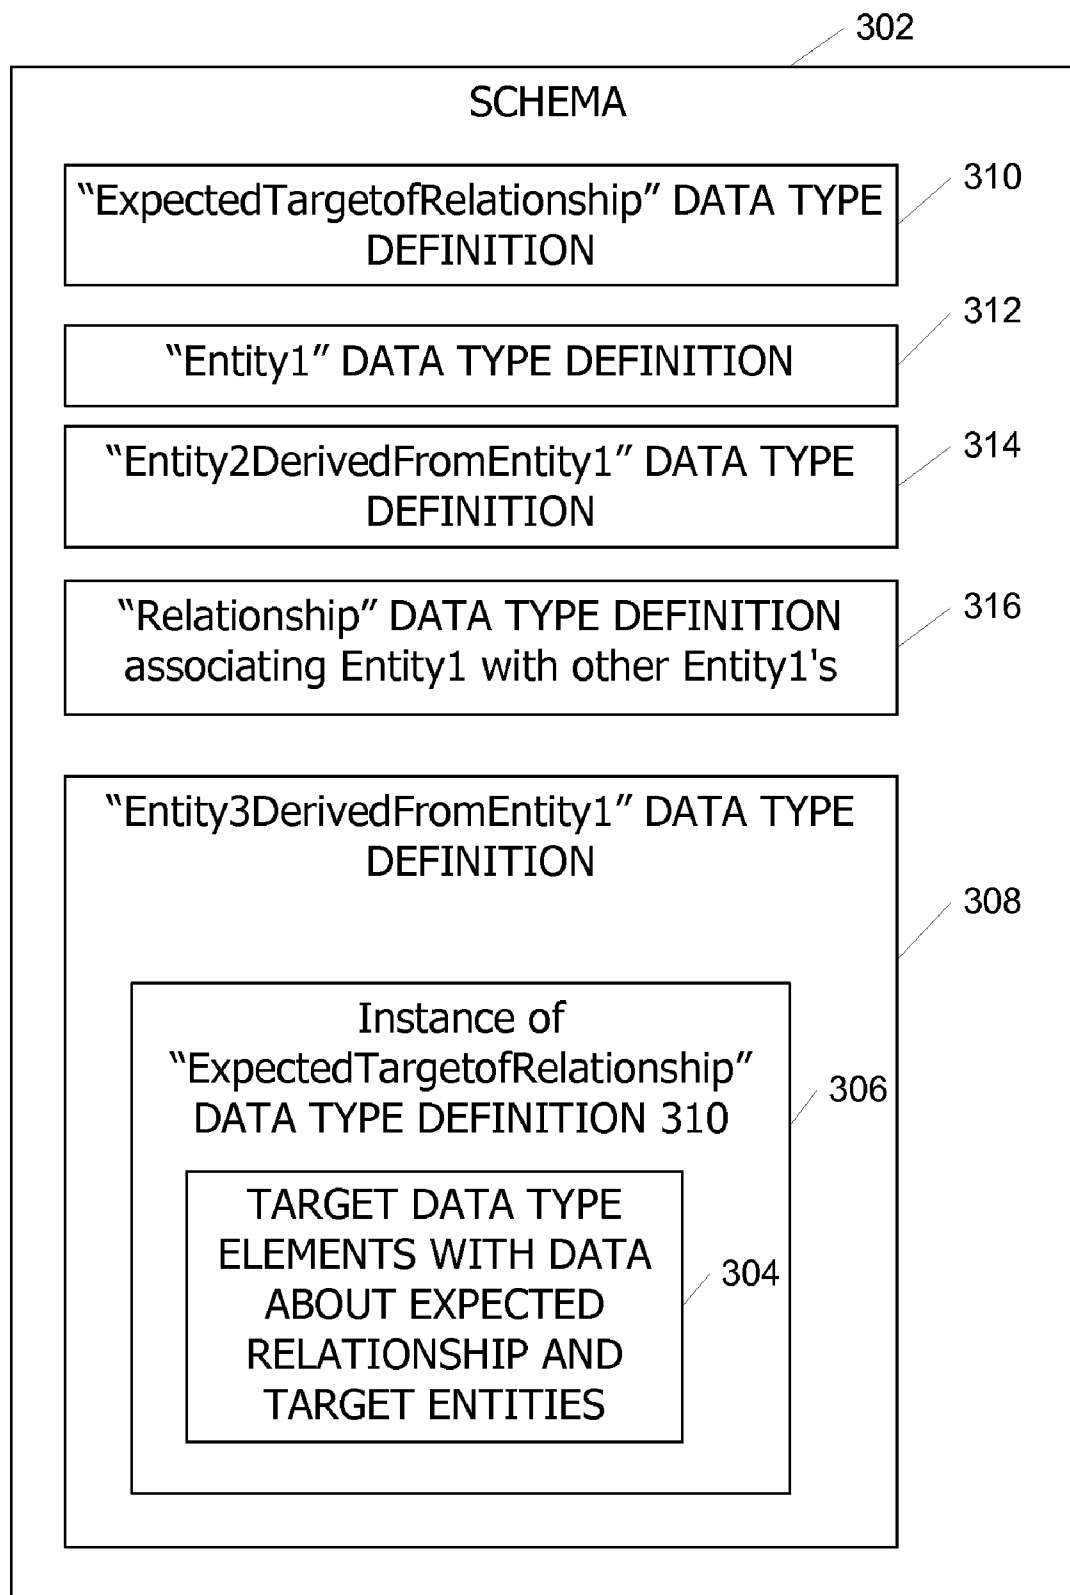 302
SCHEMA
310
“ExpectedTargetofRelationship” DATA TYPE
DEFINITION
312
“Entity1” DATA TYPE DEFINITION
314
“Entity2DerivedFromEntity1” DATA TYPE
DEFINITION
316
“Relationship” DATA TYPE DEFINITION
associating Entity1 with other Entity1's
“Entity3DerivedFromEntity1” DATA TYPE
DEFINITION
308
Instance of
“ExpectedTargetofRelationship”
DATA TYPE DEFINITION 310
306
TARGET DATA TYPE
ELEMENTS WITH DATA
ABOUT EXPECTED
RELATIONSHIP AND
TARGET ENTITIES
304